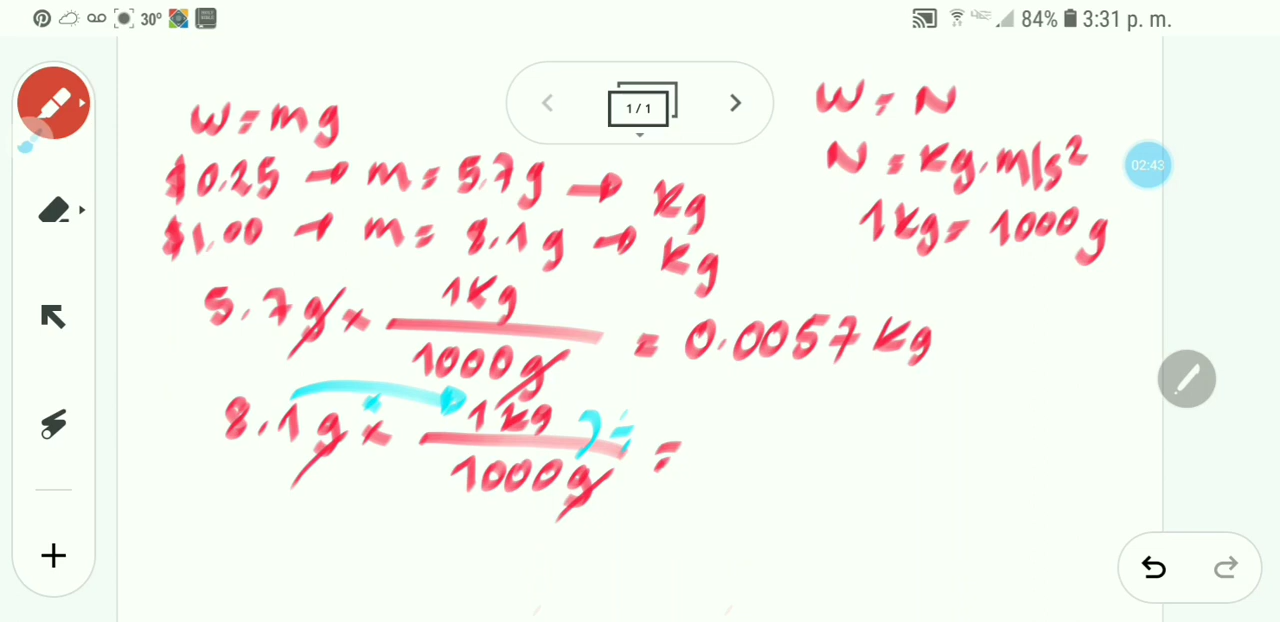 30° 84% 3:31 p. m.
1/1
W = mg
$0.25 → m = 5.7g → kg
$1.00 → m = 8.1g → kg
W = N
N = kg.m/s²
1kg = 1000g
02:43
5.7g x 1kg
1000g = 0.0057 kg
8.1g x 1kg ) ÷
1000g =